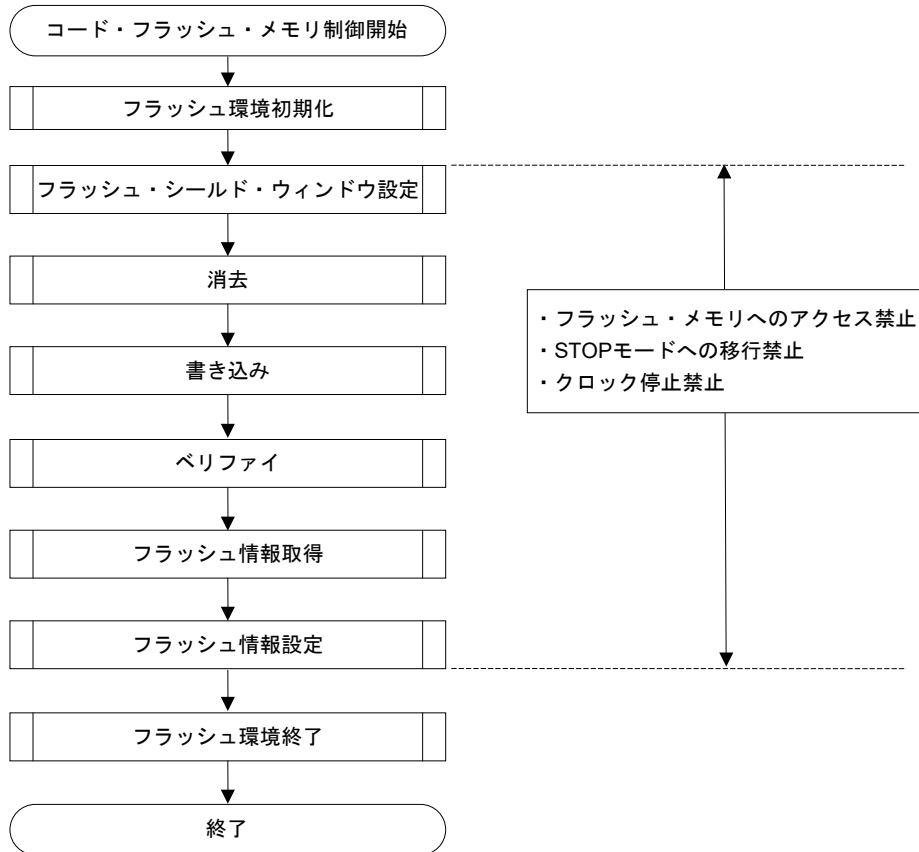 コード・フラッシュ・メモリ制御開始
フラッシュ環境初期化
フラッシュ・シールド・ウィンドウ設定
消去
書き込み
ベリファイ
フラッシュ情報取得
フラッシュ情報設定
フラッシュ環境終了
終了
・フラッシュ・メモリへのアクセス禁止
・STOPモードへの移行禁止
・クロック停止禁止